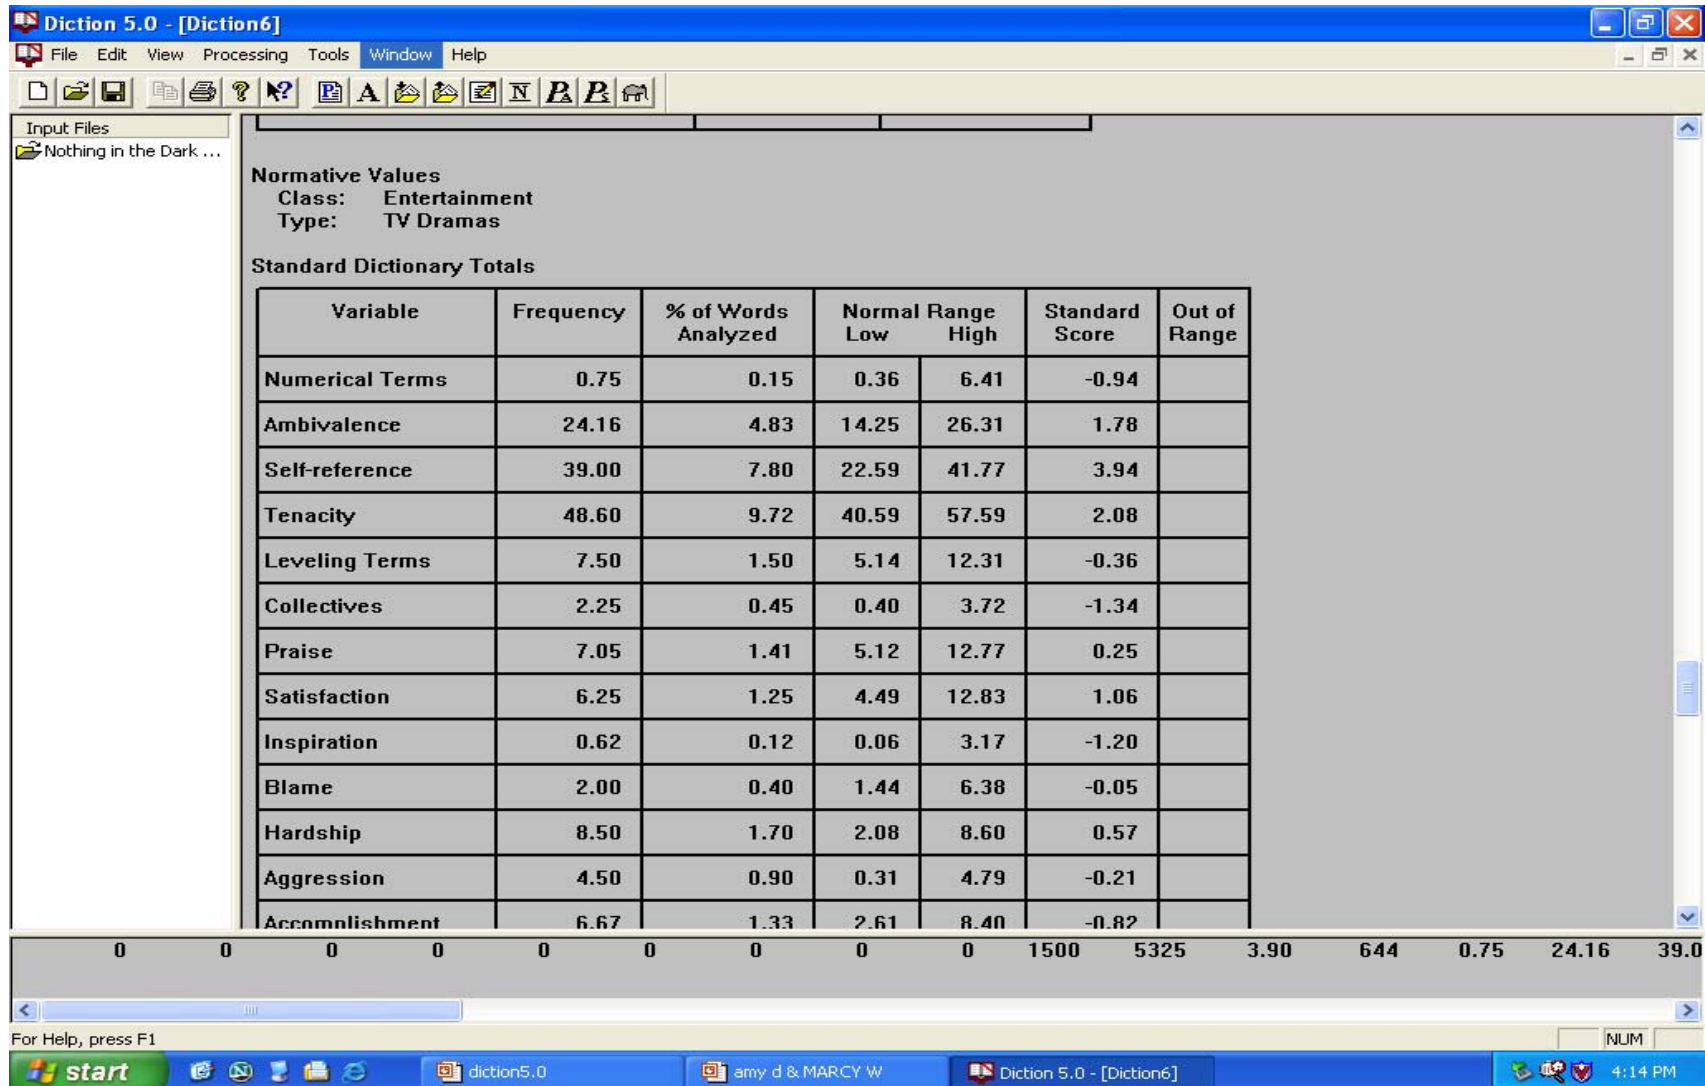 Diction 5.0 - [Diction6]
File Edit View Processing Tools Window Help
Input Files
Nothing in the Dark ...
Normative Values
Class: Entertainment
Type: TV Dramas
Standard Dictionary Totals
Variable Frequency % of Words Analyzed Normal Range Low High Standard Score Out of Range
Numerical Terms 0.75 0.15 0.36 6.41 -0.94
Ambivalence 24.16 4.83 14.25 26.31 1.78
Self-reference 39.00 7.80 22.59 41.77 3.94
Tenacity 48.60 9.72 40.59 57.59 2.08
Leveling Terms 7.50 1.50 5.14 12.31 -0.36
Collectives 2.25 0.45 0.40 3.72 -1.34
Praise 7.05 1.41 5.12 12.77 0.25
Satisfaction 6.25 1.25 4.49 12.83 1.06
Inspiration 0.62 0.12 0.06 3.17 -1.20
Blame 2.00 0.40 1.44 6.38 -0.05
Hardship 8.50 1.70 2.08 8.60 0.57
Aggression 4.50 0.90 0.31 4.79 -0.21
Accomplishment 6.67 1.33 2.61 8.40 -0.82
0 0 0 0 0 0 0 0 0 1500 5325 3.90 644 0.75 24.16 39.0
For Help, press F1 NUM
start diction5.0 amy d & MARCY W Diction 5.0 - [Diction6] 4:14 PM